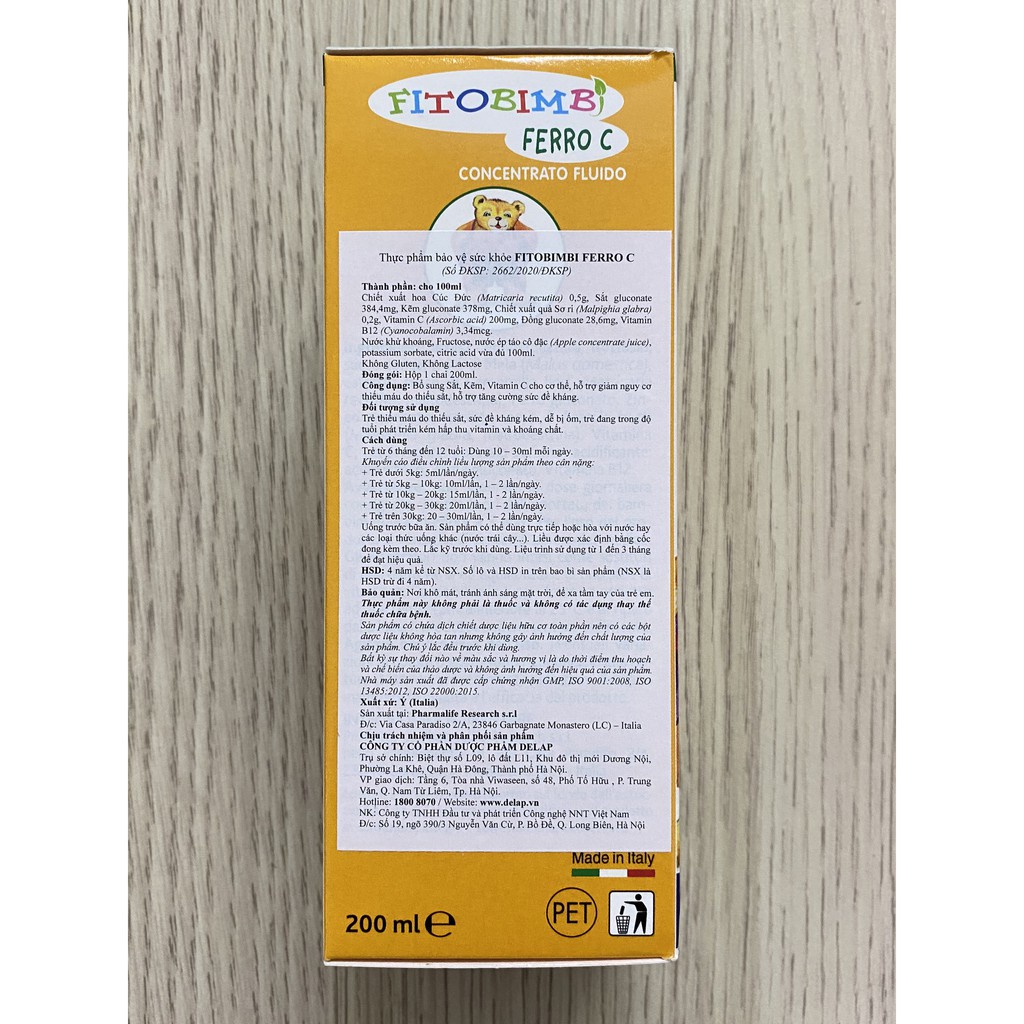 FITOBIMBI
FERRO C
CONCENTRATO FLUIDO
Thực phẩm bảo vệ sức khỏe FITOBIMBI FERRO C
(Số ĐKSP: 2662/2020/ĐKSP)
Thành phần: cho 100ml
Chiết xuất hoa Cúc Đức (Matricaria recutita) 0,5g, Sắt gluconate
384,4mg, Kẽm gluconate 378mg, Chiết xuất quả Sơ ri (Malpighia glabra)
0,2g, Vitamin C (Ascorbic acid) 200mg, Đồng gluconate 28,6mg, Vitamin
B12 (Cyanocobalamin) 3,34mcg.
Nước khử khoáng, Fructose, nước ép táo cô đặc (Apple concentrate juice),
potassium sorbate, citric acid vừa đủ 100ml.
Không Gluten, Không Lactose
Đóng gói: Hộp 1 chai 200ml.
Công dụng: Bổ sung Sắt, Kẽm, Vitamin C cho cơ thể, hỗ trợ giảm nguy cơ
thiếu máu do thiếu sắt, hỗ trợ tăng cường sức đề kháng.
Đối tượng sử dụng
Trẻ thiếu máu do thiếu sắt, sức đề kháng kém, dễ bị ốm, trẻ đang trong độ
tuổi phát triển kém hấp thu vitamin và khoáng chất.
Cách dùng
Trẻ từ 6 tháng đến 12 tuổi: Dùng 10 – 30ml mỗi ngày.
Khuyến cáo điều chỉnh liều lượng sản phẩm theo cân nặng:
+ Trẻ dưới 5kg: 5ml/lần/ngày.
+ Trẻ từ 5kg – 10kg: 10ml/lần, 1 – 2 lần/ngày.
+ Trẻ từ 10kg – 20kg: 15ml/lần, 1 - 2 lần/ngày.
+ Trẻ từ 20kg – 30kg: 20ml/lần, 1 – 2 lần/ngày.
+ Trẻ trên 30kg: 20 – 30ml/lần, 1 – 2 lần/ngày.
Uống trước bữa ăn. Sản phẩm có thể dùng trực tiếp hoặc hòa với nước hay
các loại thức uống khác (nước trái cây...). Liều được xác định bằng cốc
đong kèm theo. Lắc kỹ trước khi dùng. Liệu trình sử dụng từ 1 đến 3 tháng
để đạt hiệu quả.
HSD: 4 năm kể từ NSX. Số lô và HSD in trên bao bì sản phẩm (NSX là
HSD trừ đi 4 năm).
Bảo quản: Nơi khô mát, tránh ánh sáng mặt trời, để xa tầm tay của trẻ em.
Thực phẩm này không phải là thuốc và không có tác dụng thay thế
thuốc chữa bệnh.
Sản phẩm có chứa dịch chiết dược liệu hữu cơ toàn phần nên có các bột
dược liệu không hòa tan nhưng không gây ảnh hưởng đến chất lượng của
sản phẩm. Chú ý lắc đều trước khi dùng.
Bất kỳ sự thay đổi nào về màu sắc và hương vị là do thời điểm thu hoạch
và chế biến của thảo dược và không ảnh hưởng đến hiệu quả của sản phẩm.
Nhà máy sản xuất đã được cấp chứng nhận GMP, ISO 9001:2008, ISO
13485:2012, ISO 22000:2015.
Xuất xứ: Ý (Italia)
Sản xuất tại: Pharmalife Research s.r.l
Đ/c: Via Casa Paradiso 2/A, 23846 Garbagnate Monastero (LC) – Italia
Chịu trách nhiệm và phân phối sản phẩm
CÔNG TY CỔ PHẦN DƯỢC PHẨM DELAP
Trụ sở chính: Biệt thự số L09, lô đất L11, Khu đô thị mới Dương Nội,
Phường La Khê, Quận Hà Đông, Thành phố Hà Nội.
VP giao dịch: Tầng 6, Tòa nhà Viwaseen, số 48, Phố Tố Hữu , P. Trung
Văn, Q. Nam Từ Liêm, Tp. Hà Nội.
Hotline: 1800 8070 / Website: www.delap.vn
NK: Công ty TNHH Đầu tư và phát triển Công nghệ NNT Việt Nam
Đ/c: Số 19, ngõ 390/3 Nguyễn Văn Cừ, P. Bồ Đề, Q. Long Biên, Hà Nội
Made in Italy
200 ml e
PET